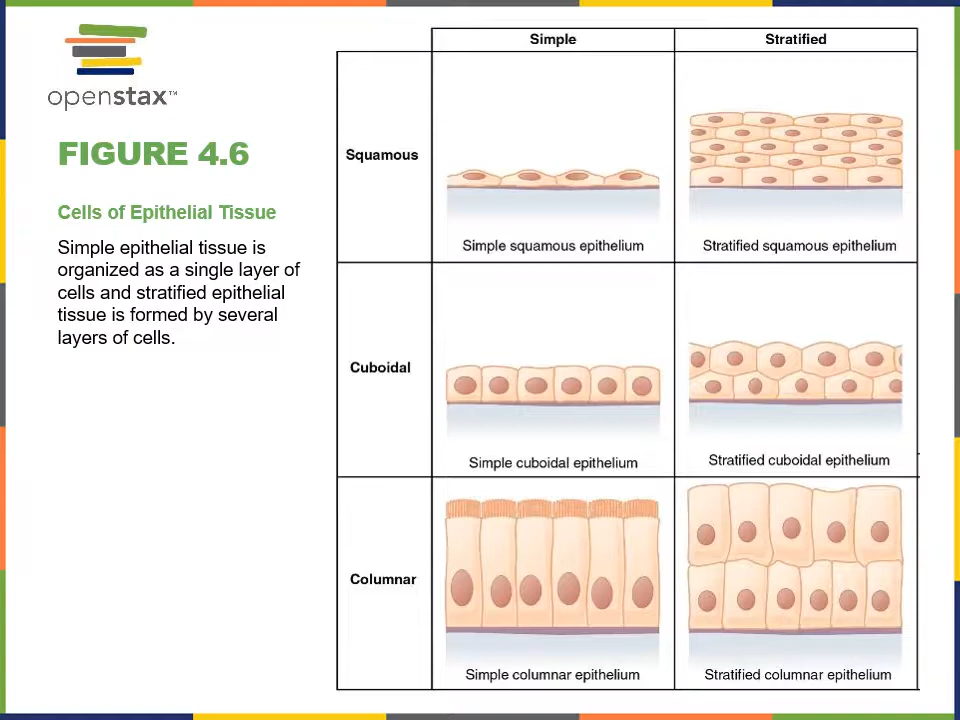 openstax™
FIGURE 4.6
Cells of Epithelial Tissue
Simple epithelial tissue is
organized as a single layer of
cells and stratified epithelial
tissue is formed by several
layers of cells.
Simple
Stratified
Squamous
Simple squamous epithelium
Stratified squamous epithelium
Cuboidal
Simple cuboidal epithelium
Stratified cuboidal epithelium
Columnar
Simple columnar epithelium
Stratified columnar epithelium